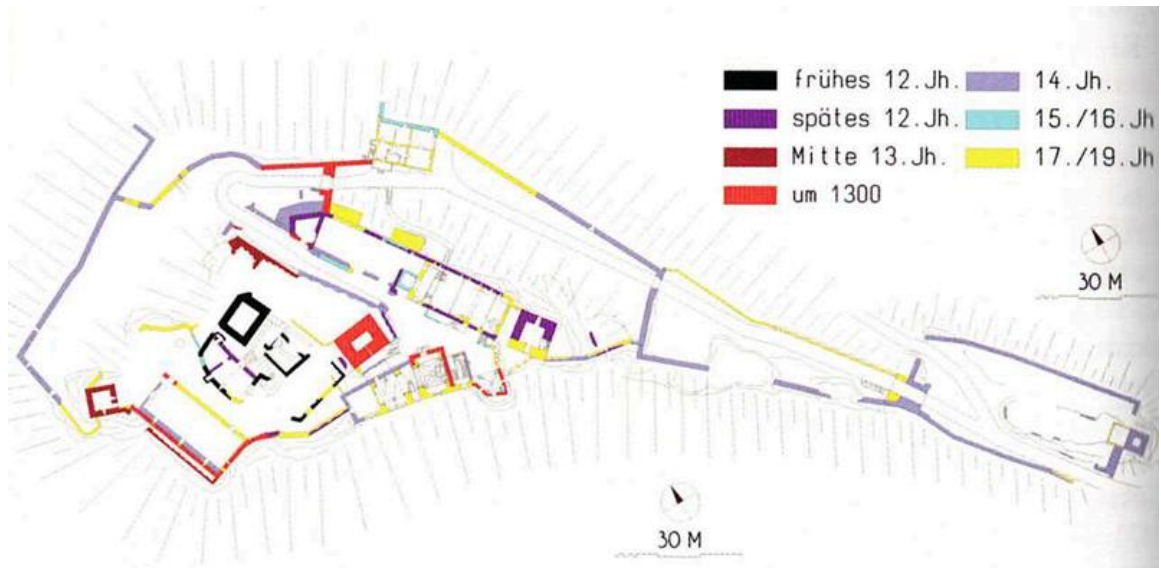 frühes 12.Jh.
spätes 12.Jh.
Mitte 13.Jh.
um 1300
14.Jh.
15./16.Jh
17./19.Jh
30 M
30 M